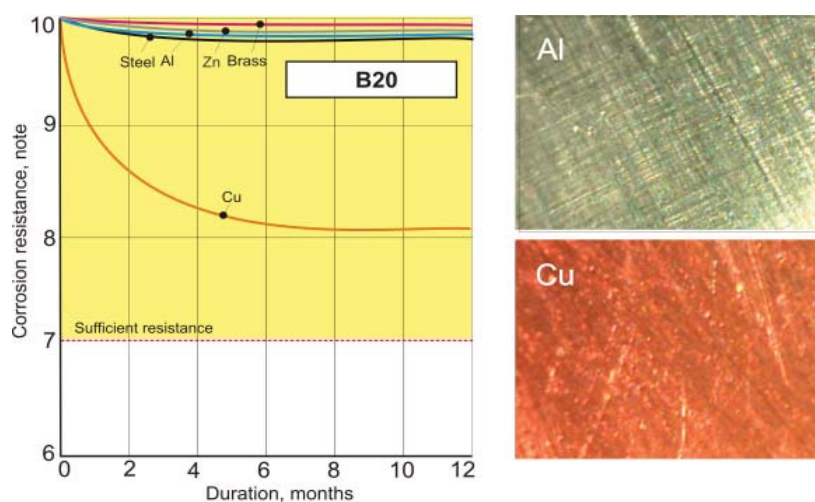 10
Steel Al Zn Brass
B20
9
Cu
8
Sufficient resistance
7
6
0 2 4 6 8 10 12
Corrosion resistance, note
Duration, months
Al
Cu